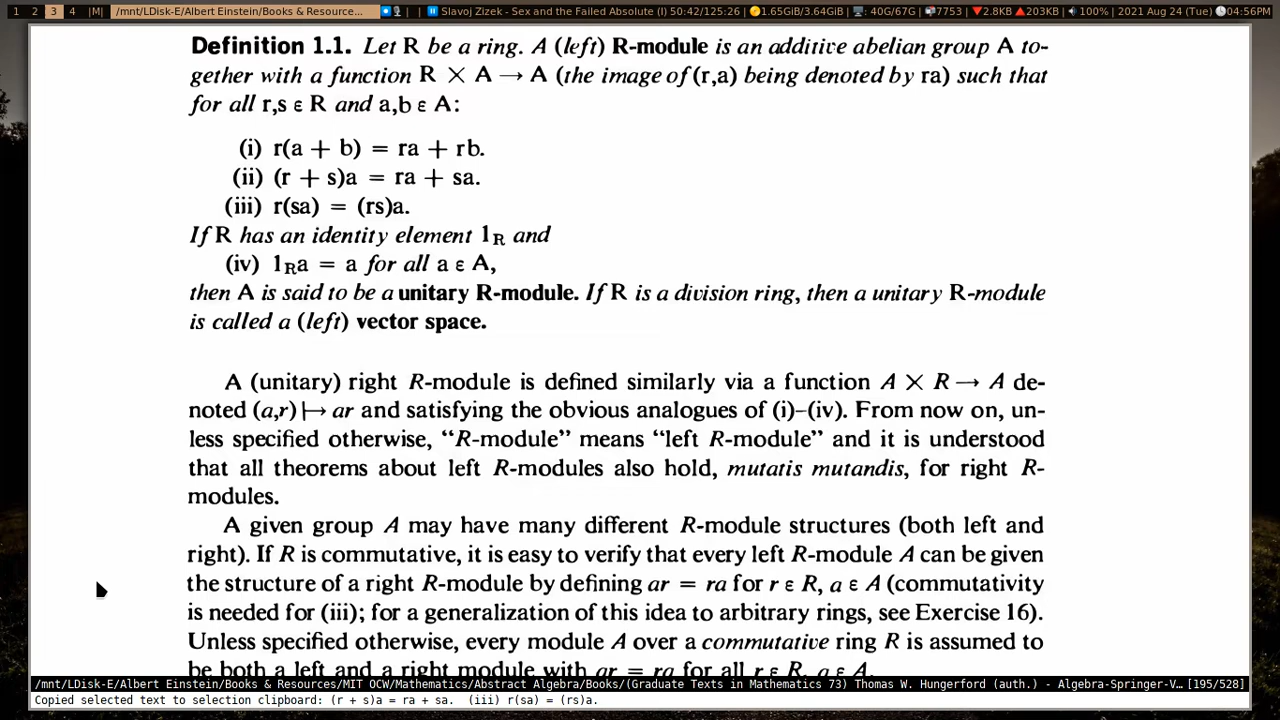 1 2 3 4 |M| /mnt/LDisk-E/Albert Einstein/Books & Resource... | | Slavoj Zizek - Sex and the Failed Absolute (I) 50:42/125:26 | 1.65GiB/3.64GiB | : 40G/67G | 7753 | ▼2.8KB ▲203KB | 100% | 2021 Aug 24 (Tue) 04:56PM
Definition 1.1. Let R be a ring. A (left) R-module is an additive abelian group A to-
gether with a function R × A → A (the image of (r,a) being denoted by ra) such that
for all r,s ε R and a,b ε A:
(i) r(a + b) = ra + rb.
(ii) (r + s)a = ra + sa.
(iii) r(sa) = (rs)a.
If R has an identity element 1R and
(iv) 1Ra = a for all a ε A,
then A is said to be a unitary R-module. If R is a division ring, then a unitary R-module
is called a (left) vector space.
A (unitary) right R-module is defined similarly via a function A × R → A de-
noted (a,r) ↦ ar and satisfying the obvious analogues of (i)–(iv). From now on, un-
less specified otherwise, “R-module” means “left R-module” and it is understood
that all theorems about left R-modules also hold, mutatis mutandis, for right R-
modules.
A given group A may have many different R-module structures (both left and
right). If R is commutative, it is easy to verify that every left R-module A can be given
the structure of a right R-module by defining ar = ra for r ε R, a ε A (commutativity
is needed for (iii); for a generalization of this idea to arbitrary rings, see Exercise 16).
Unless specified otherwise, every module A over a commutative ring R is assumed to
be both a left and a right module with ar = ra for all r ε R, a ε A.
/mnt/LDisk-E/Albert Einstein/Books & Resources/MIT OCW/Mathematics/Abstract Algebra/Books/(Graduate Texts in Mathematics 73) Thomas W. Hungerford (auth.) - Algebra-Springer-V... [195/528]
Copied selected text to selection clipboard: (r + s)a = ra + sa. (iii) r(sa) = (rs)a.